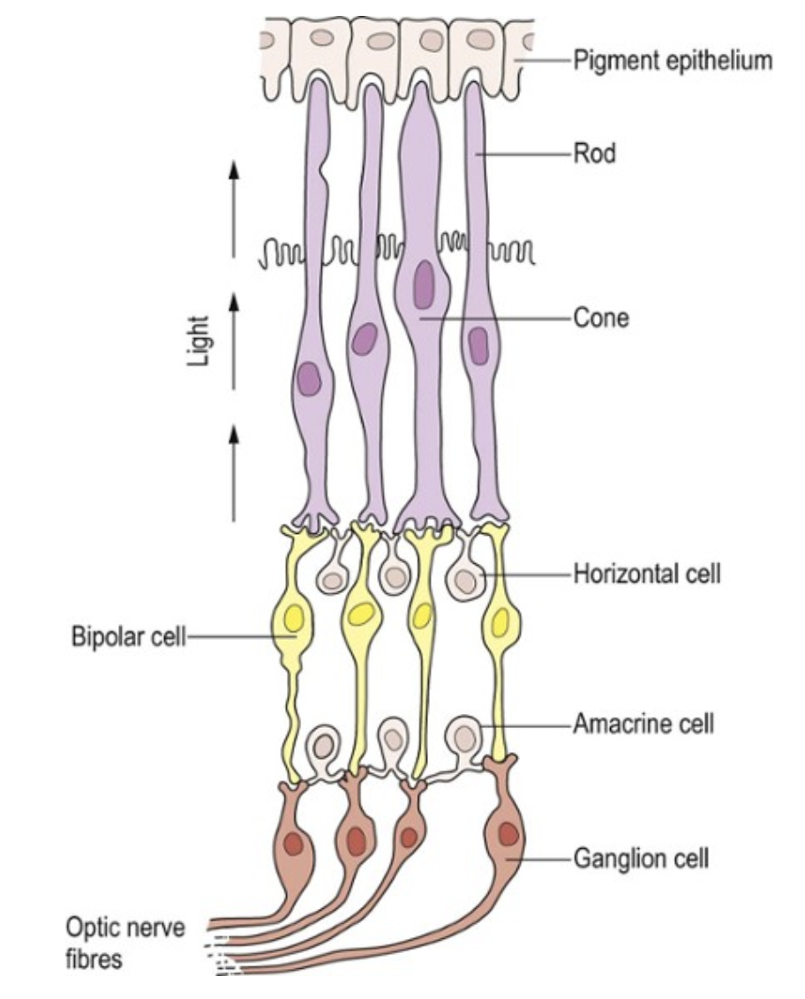 Pigment epithelium
Rod
Light
Cone
Horizontal cell
Bipolar cell
Amacrine cell
Ganglion cell
Optic nerve
fibres